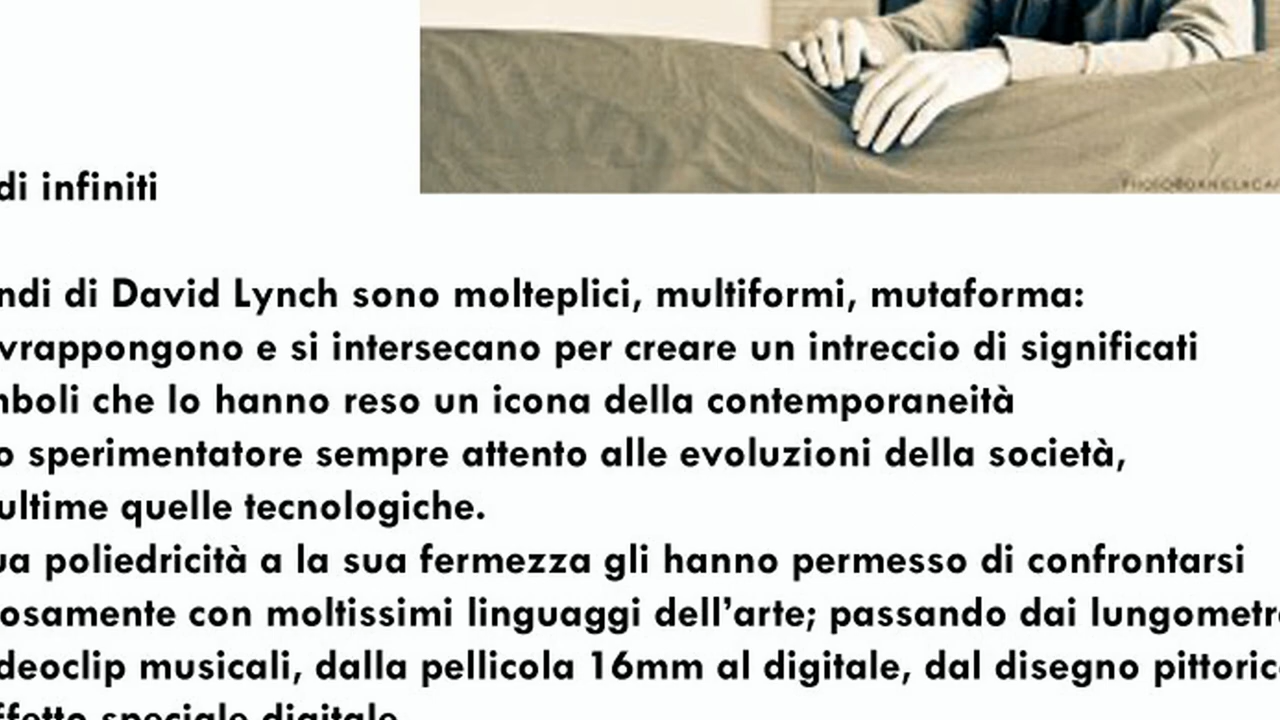 di infiniti
ndi di David Lynch sono molteplici, multiformi, mutaforma:
vrappongono e si intersecano per creare un intreccio di significati
mboli che lo hanno reso un icona della contemporaneità
o sperimentatore sempre attento alle evoluzioni della società,
ultime quelle tecnologiche.
ua poliedricità a la sua fermezza gli hanno permesso di confrontarsi
osamente con moltissimi linguaggi dell’arte; passando dai lungometr
deoclip musicali, dalla pellicola 16mm al digitale, dal disegno pittoric
ffetto speciale digitale